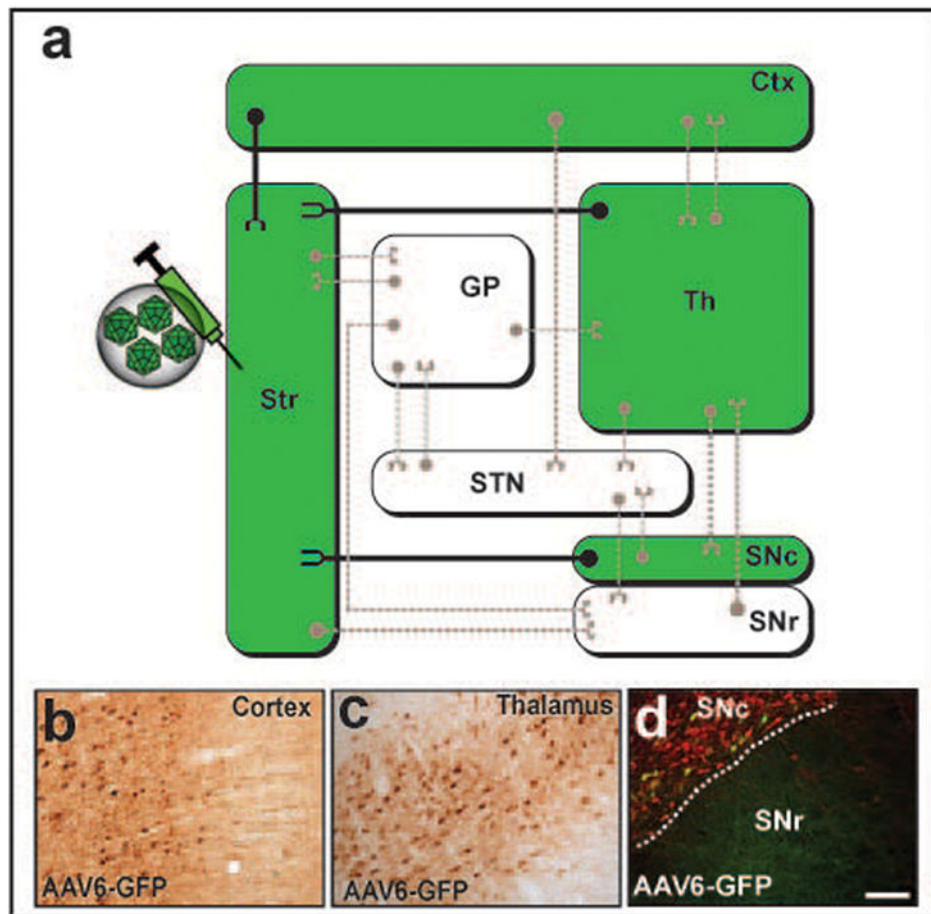 a
Ctx
GP
Th
Str
STN
SNc
SNr
b
Cortex
AAV6-GFP
c
Thalamus
AAV6-GFP
d
SNc
SNr
AAV6-GFP